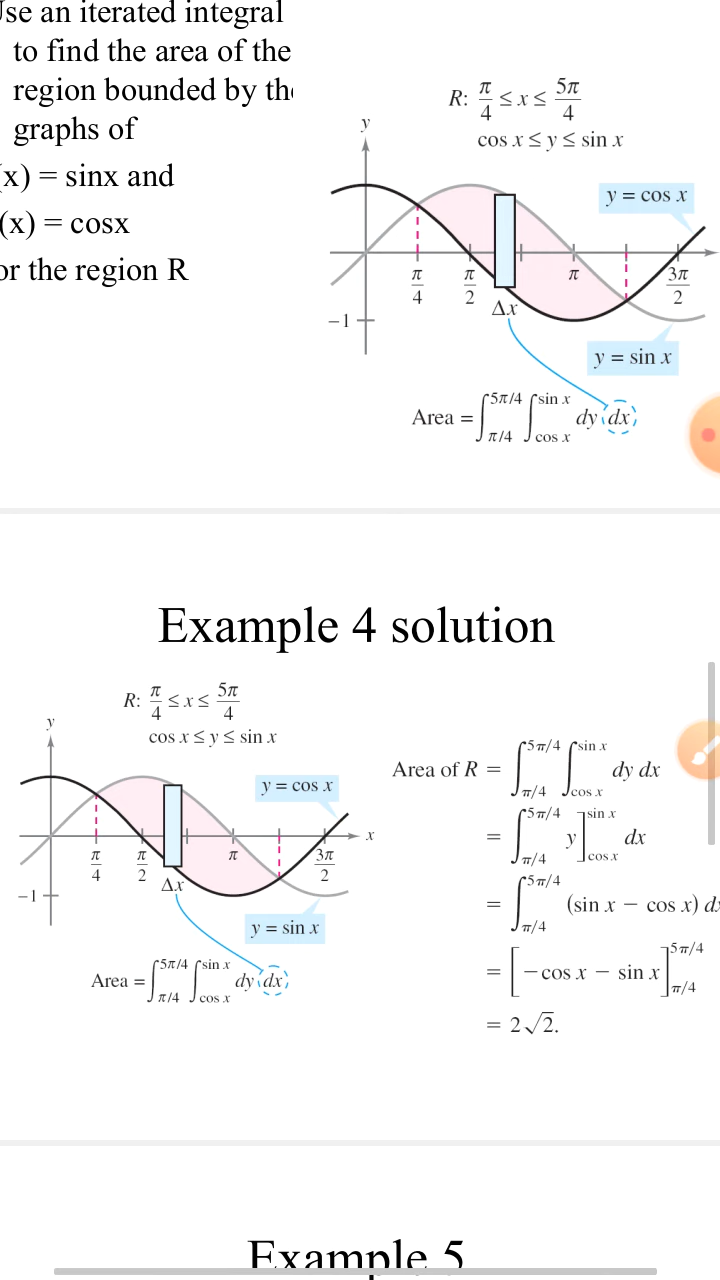 Use an iterated integral
to find the area of the
region bounded by the
graphs of
(x) = sinx and
(x) = cosx
or the region R
R: π/4 ≤ x ≤ 5π/4
cos x ≤ y ≤ sin x
y
y = cos x
π/4 π/2 π 3π/2
Δx
−1
y = sin x
Area = ∫_{π/4}^{5π/4} ∫_{cos x}^{sin x} dy dx
Example 4 solution
R: π/4 ≤ x ≤ 5π/4
cos x ≤ y ≤ sin x
y
y = cos x
x
π/4 π/2 π 3π/2
Δx
−1
y = sin x
Area = ∫_{π/4}^{5π/4} ∫_{cos x}^{sin x} dy dx
Area of R = ∫_{π/4}^{5π/4} ∫_{cos x}^{sin x} dy dx
= ∫_{π/4}^{5π/4} y]_{cos x}^{sin x} dx
= ∫_{π/4}^{5π/4} (sin x − cos x) dx
= [−cos x − sin x]_{π/4}^{5π/4}
= 2√2.
Example 5